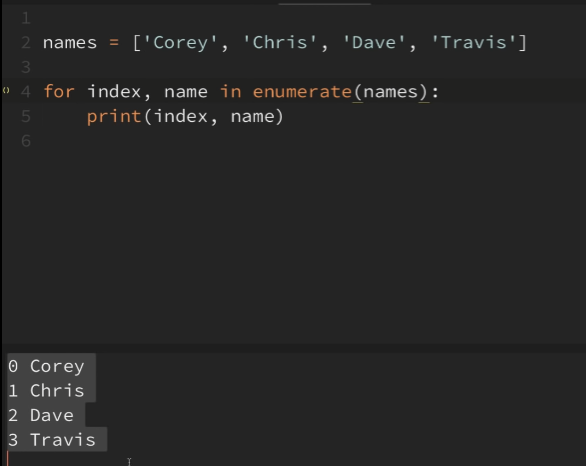 1
2 names = ['Corey', 'Chris', 'Dave', 'Travis']
3
4 for index, name in enumerate(names):
5     print(index, name)
6
0 Corey
1 Chris
2 Dave
3 Travis